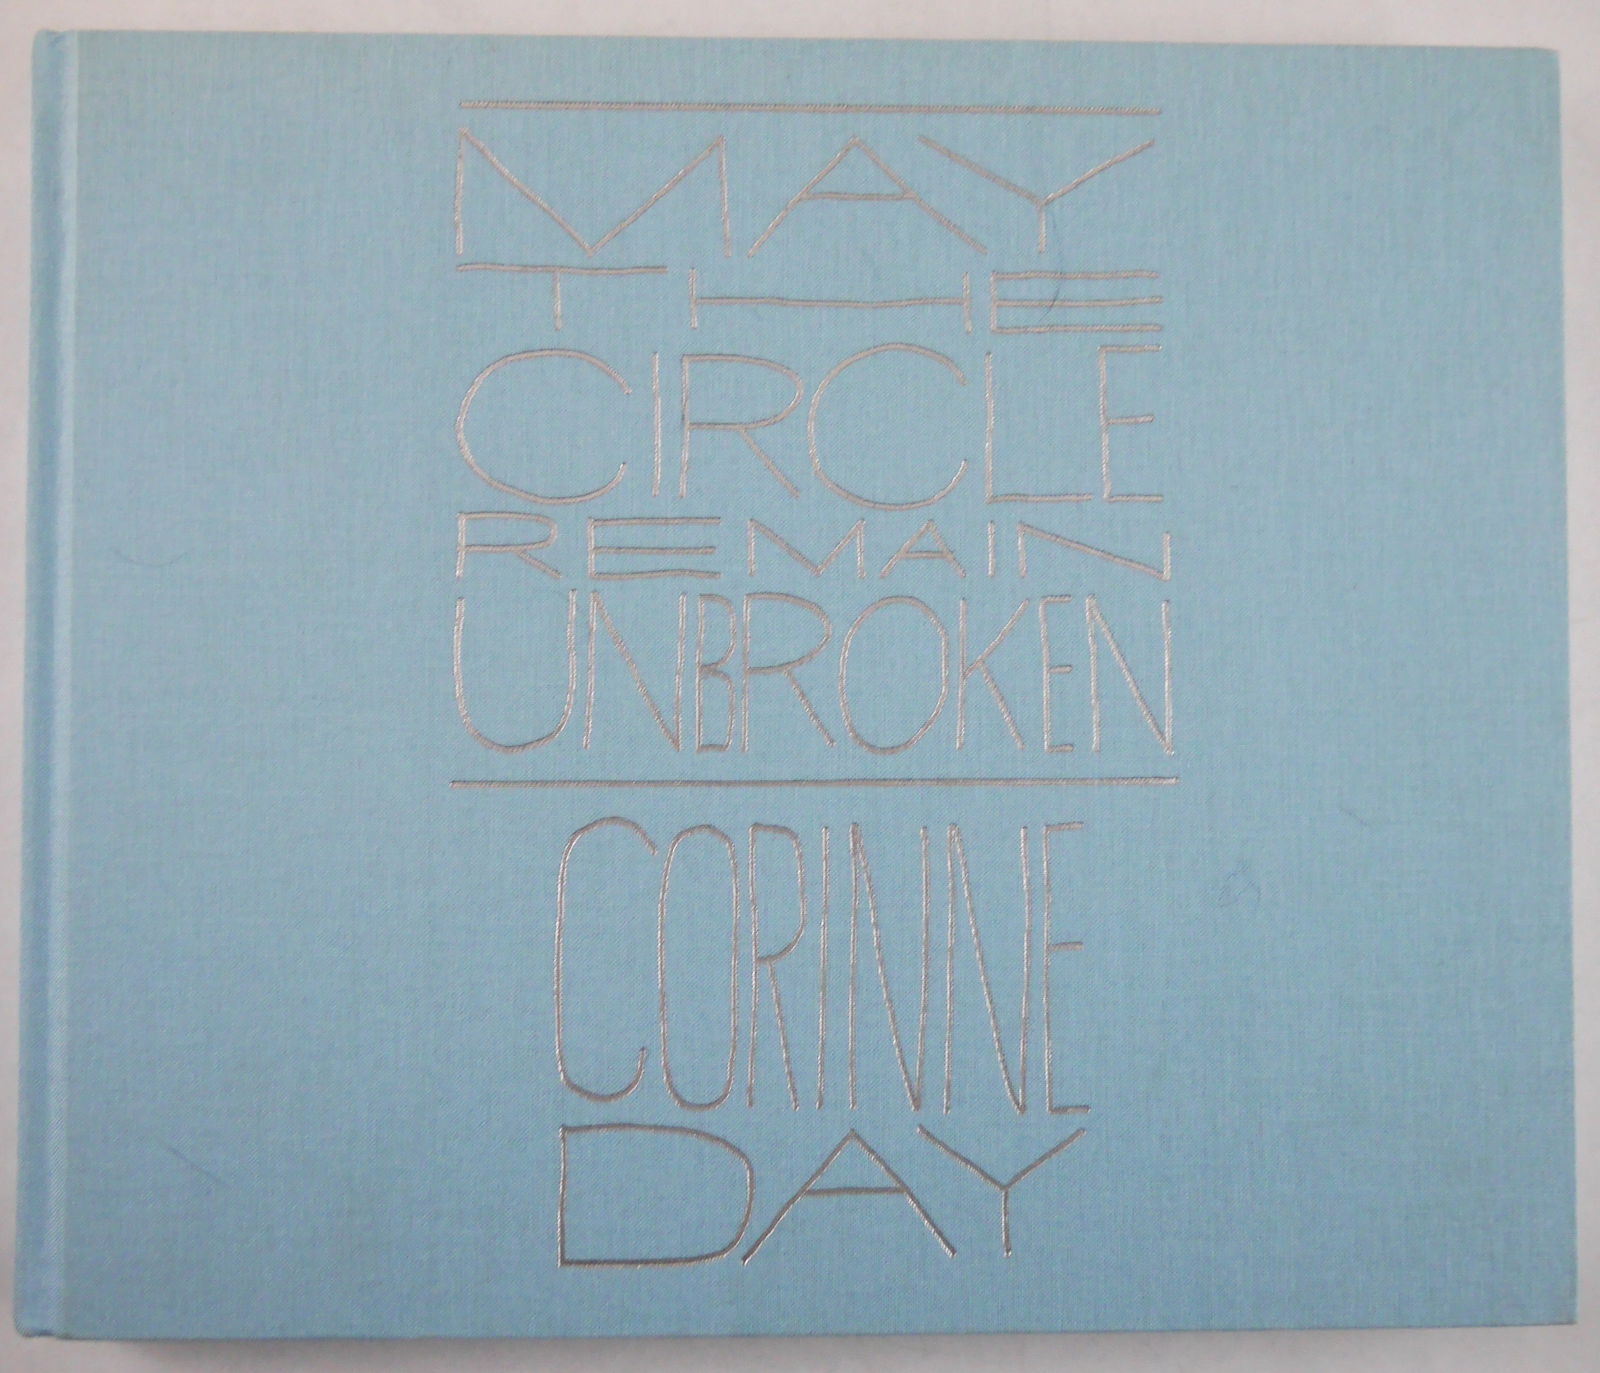 MAY
THE
CIRCLE
REMAIN
UNBROKEN
CORINNE
DAY